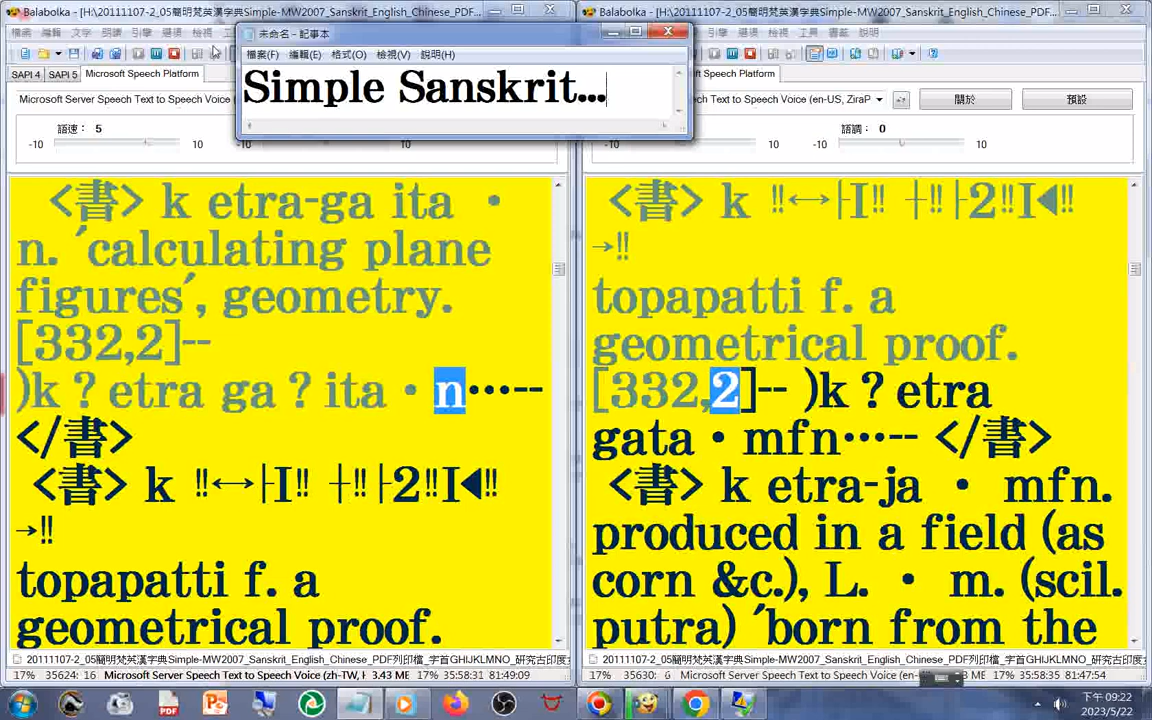 Balabolka - [H:\20111107-2_05簡明梵英漢字典Simple-MW2007_Sanskrit_English_Chinese_PDF...
Balabolka - [H:\20111107-2_05簡明梵英漢字典Simple-MW2007_Sanskrit_English_Chinese_PDF...
未命名 - 記事本
檔案(F) 編輯(E) 格式(O) 檢視(V) 說明(H)
Simple Sanskrit...
SAPI 4 SAPI 5 Microsoft Speech Platform
Speech Platform
Microsoft Server Speech Text to Speech Voice
Text to Speech Voice (en-US, ZiraP
關於
預設
語速： 5
-10 10 10
語調： 0
10 -10 10
<書> k etra-ga ita •
n. ´calculating plane
figures´, geometry.
[332,2]--
)k ? etra ga ? ita • n…--
</書>
<書> k ‼↔├I‼ ┼‼├2‼I◄‼
→‼
topapatti f. a
geometrical proof.
<書> k ‼↔├I‼ ┼‼├2‼I◄‼
→‼
topapatti f. a
geometrical proof.
[332,2]-- )k ? etra
gata • mfn…-- </書>
<書> k etra-ja • mfn.
produced in a field (as
corn &c.), L. • m. (scil.
putra) ´born from the
20111107-2_05簡明梵英漢字典Simple-MW2007_Sanskrit_English_Chinese_PDF列印檔_字首GHIJKLMNO_研究古印度
20111107-2_05簡明梵英漢字典Simple-MW2007_Sanskrit_English_Chinese_PDF列印檔_字首GHIJKLMNO_研究古印度
17% 35624: 16 Microsoft Server Speech Text to Speech Voice (zh-TW, 3.43 ME 17% 35:58:31 81:49:09
17% 35630: 6 Microsoft Server Speech Text to Speech Voice 17% 35:58:35 81:47:54
下午 09:22
2023/5/22